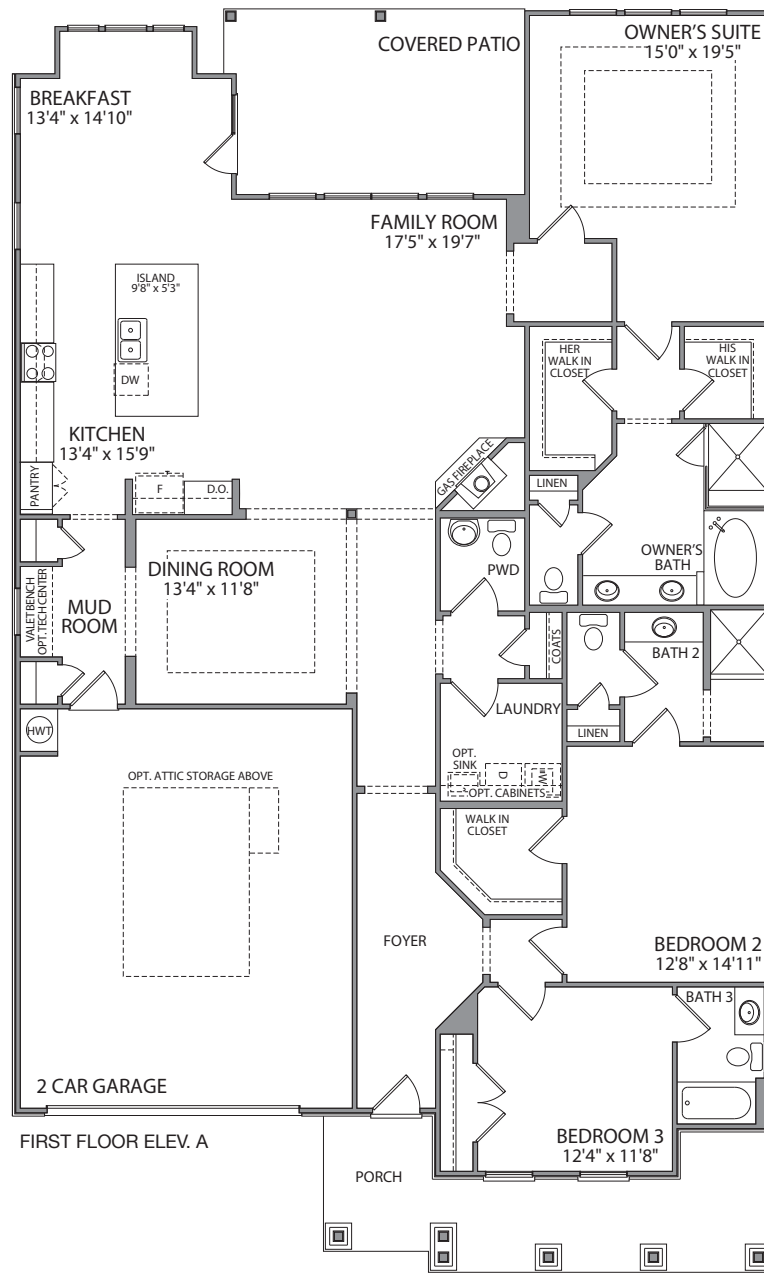 COVERED PATIO
OWNER'S SUITE
15'0" x 19'5"
BREAKFAST
13'4" x 14'10"
FAMILY ROOM
17'5" x 19'7"
ISLAND
9'8" x 5'3"
DW
HER
WALK IN
CLOSET
HIS
WALK IN
CLOSET
KITCHEN
13'4" x 15'9"
PANTRY
F
D.O.
GAS FIREPLACE
LINEN
OWNER'S
BATH
PWD
DINING ROOM
13'4" x 11'8"
VALET BENCH
OPT. TECH CENTER
MUD
ROOM
COATS
BATH 2
LAUNDRY
LINEN
HWT
OPT.
SINK
D
W
OPT. CABINETS
OPT. ATTIC STORAGE ABOVE
WALK IN
CLOSET
FOYER
BEDROOM 2
12'8" x 14'11"
BATH 3
2 CAR GARAGE
BEDROOM 3
12'4" x 11'8"
FIRST FLOOR ELEV. A
PORCH